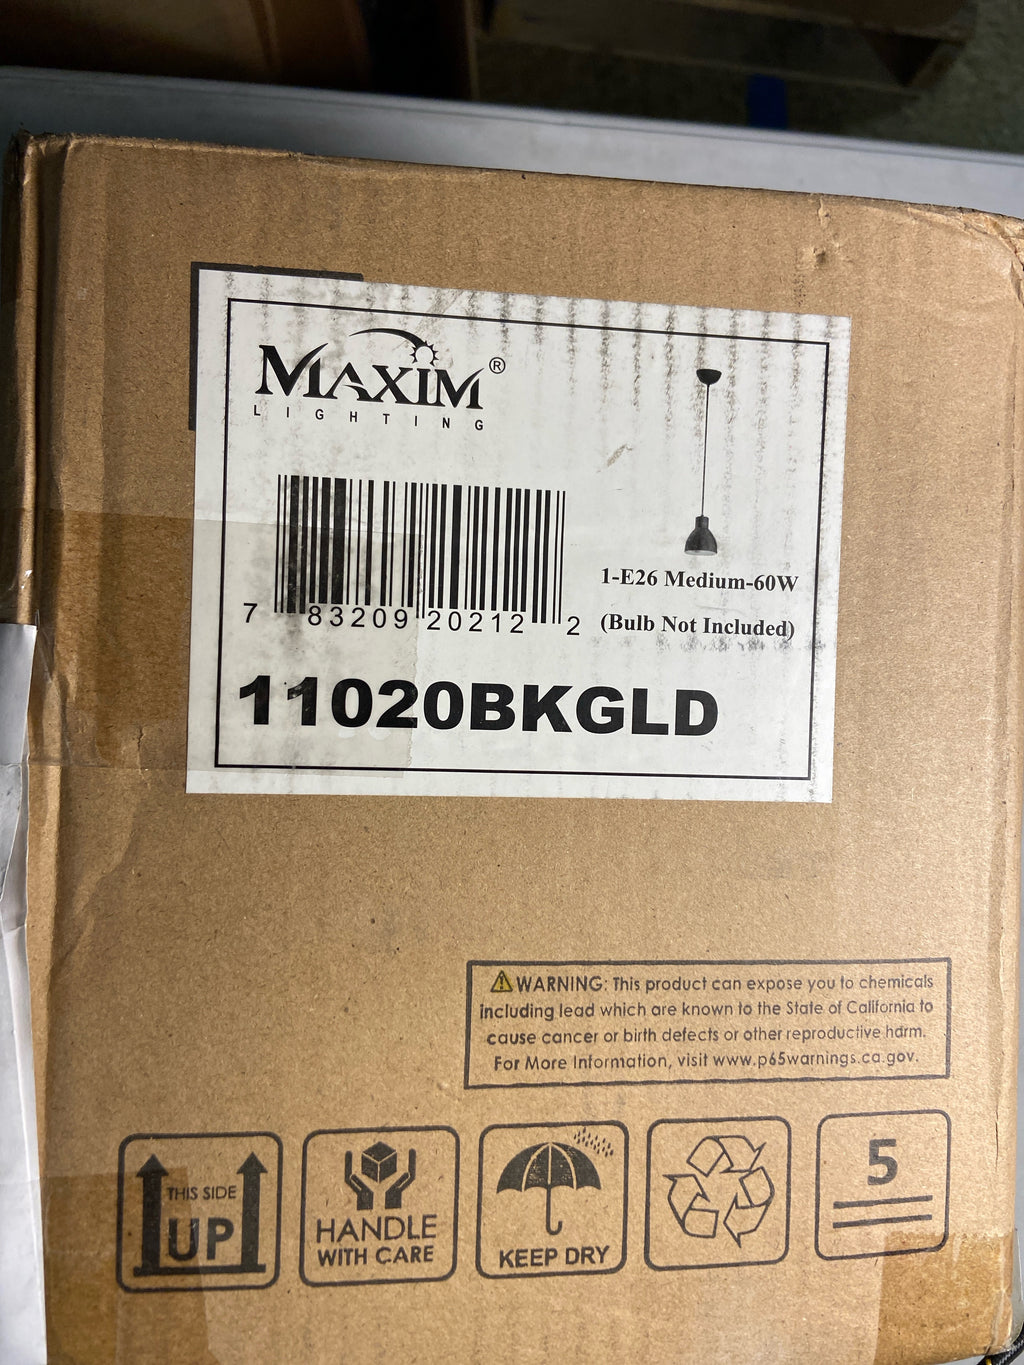 MAXIM®
LIGHTING
7 83209 20212 2
1-E26 Medium-60W
(Bulb Not Included)
11020BKGLD
WARNING: This product can expose you to chemicals
including lead which are known to the State of California to
cause cancer or birth defects or other reproductive harm.
For More Information, visit www.p65warnings.ca.gov.
THIS SIDE
UP
HANDLE
WITH CARE
KEEP DRY
5